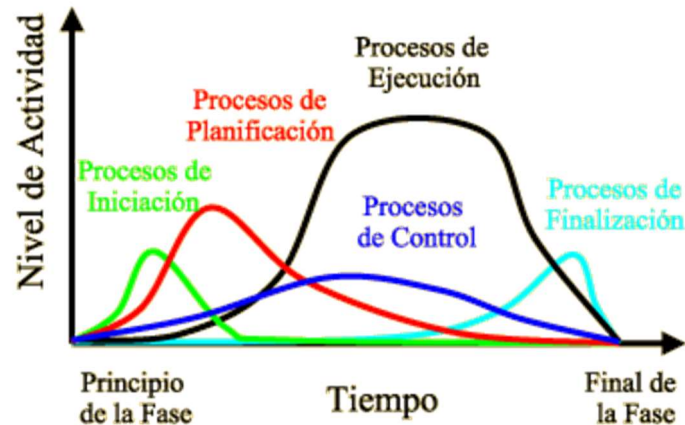 Nivel de Actividad
Procesos de
Ejecución
Procesos de
Planificación
Procesos de
Iniciación
Procesos
de Control
Procesos de
Finalización
Principio
de la Fase
Tiempo
Final de
la Fase